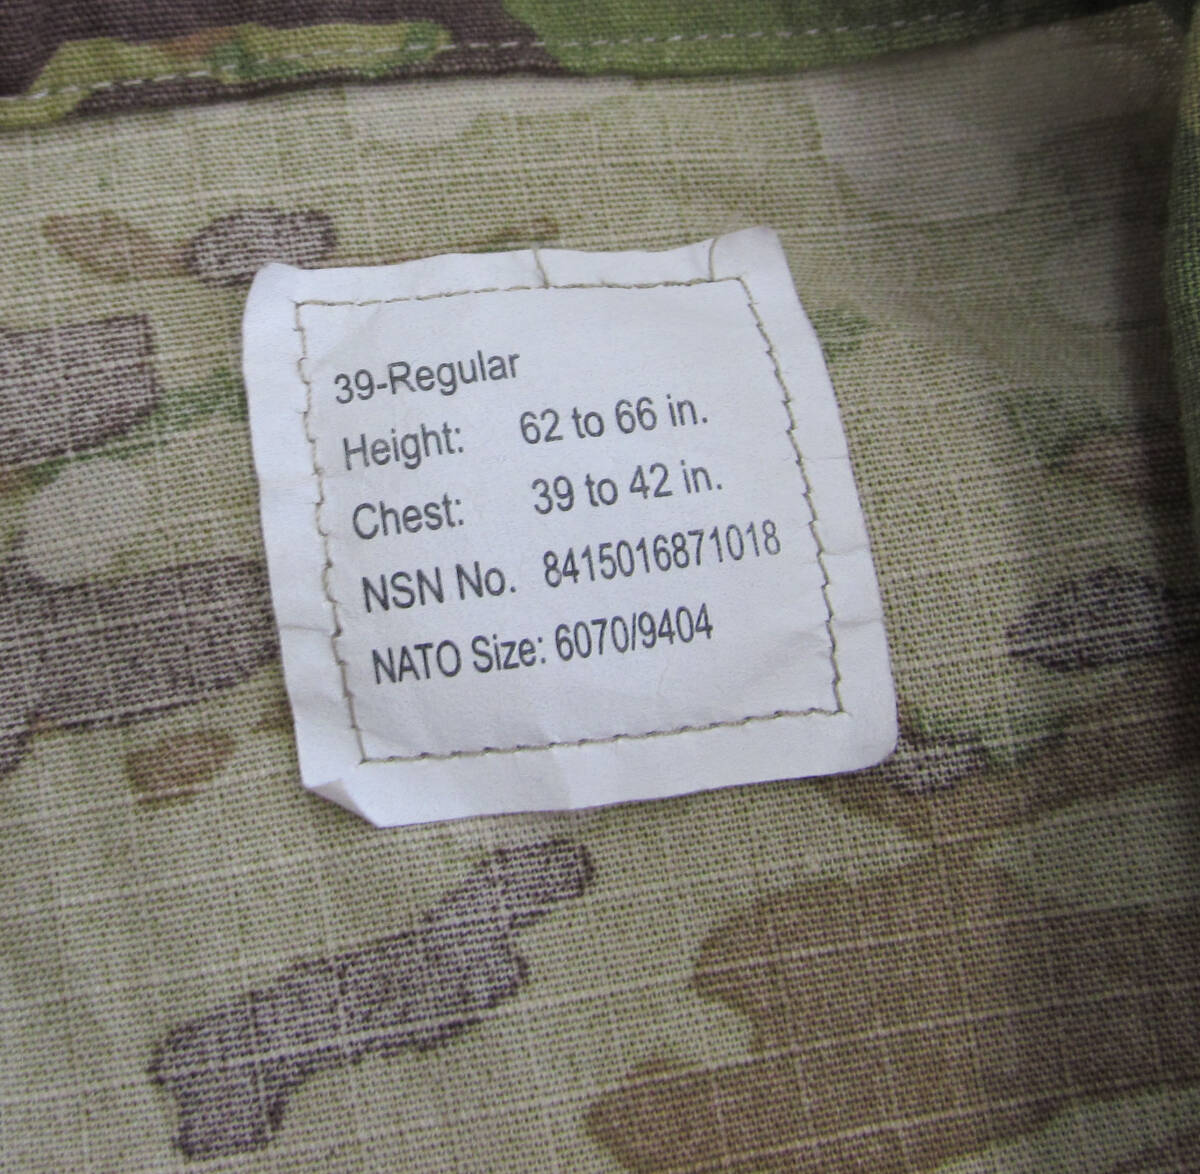 39-Regular
Height: 62 to 66 in.
Chest: 39 to 42 in.
NSN No. 8415016871018
NATO Size: 6070/9404